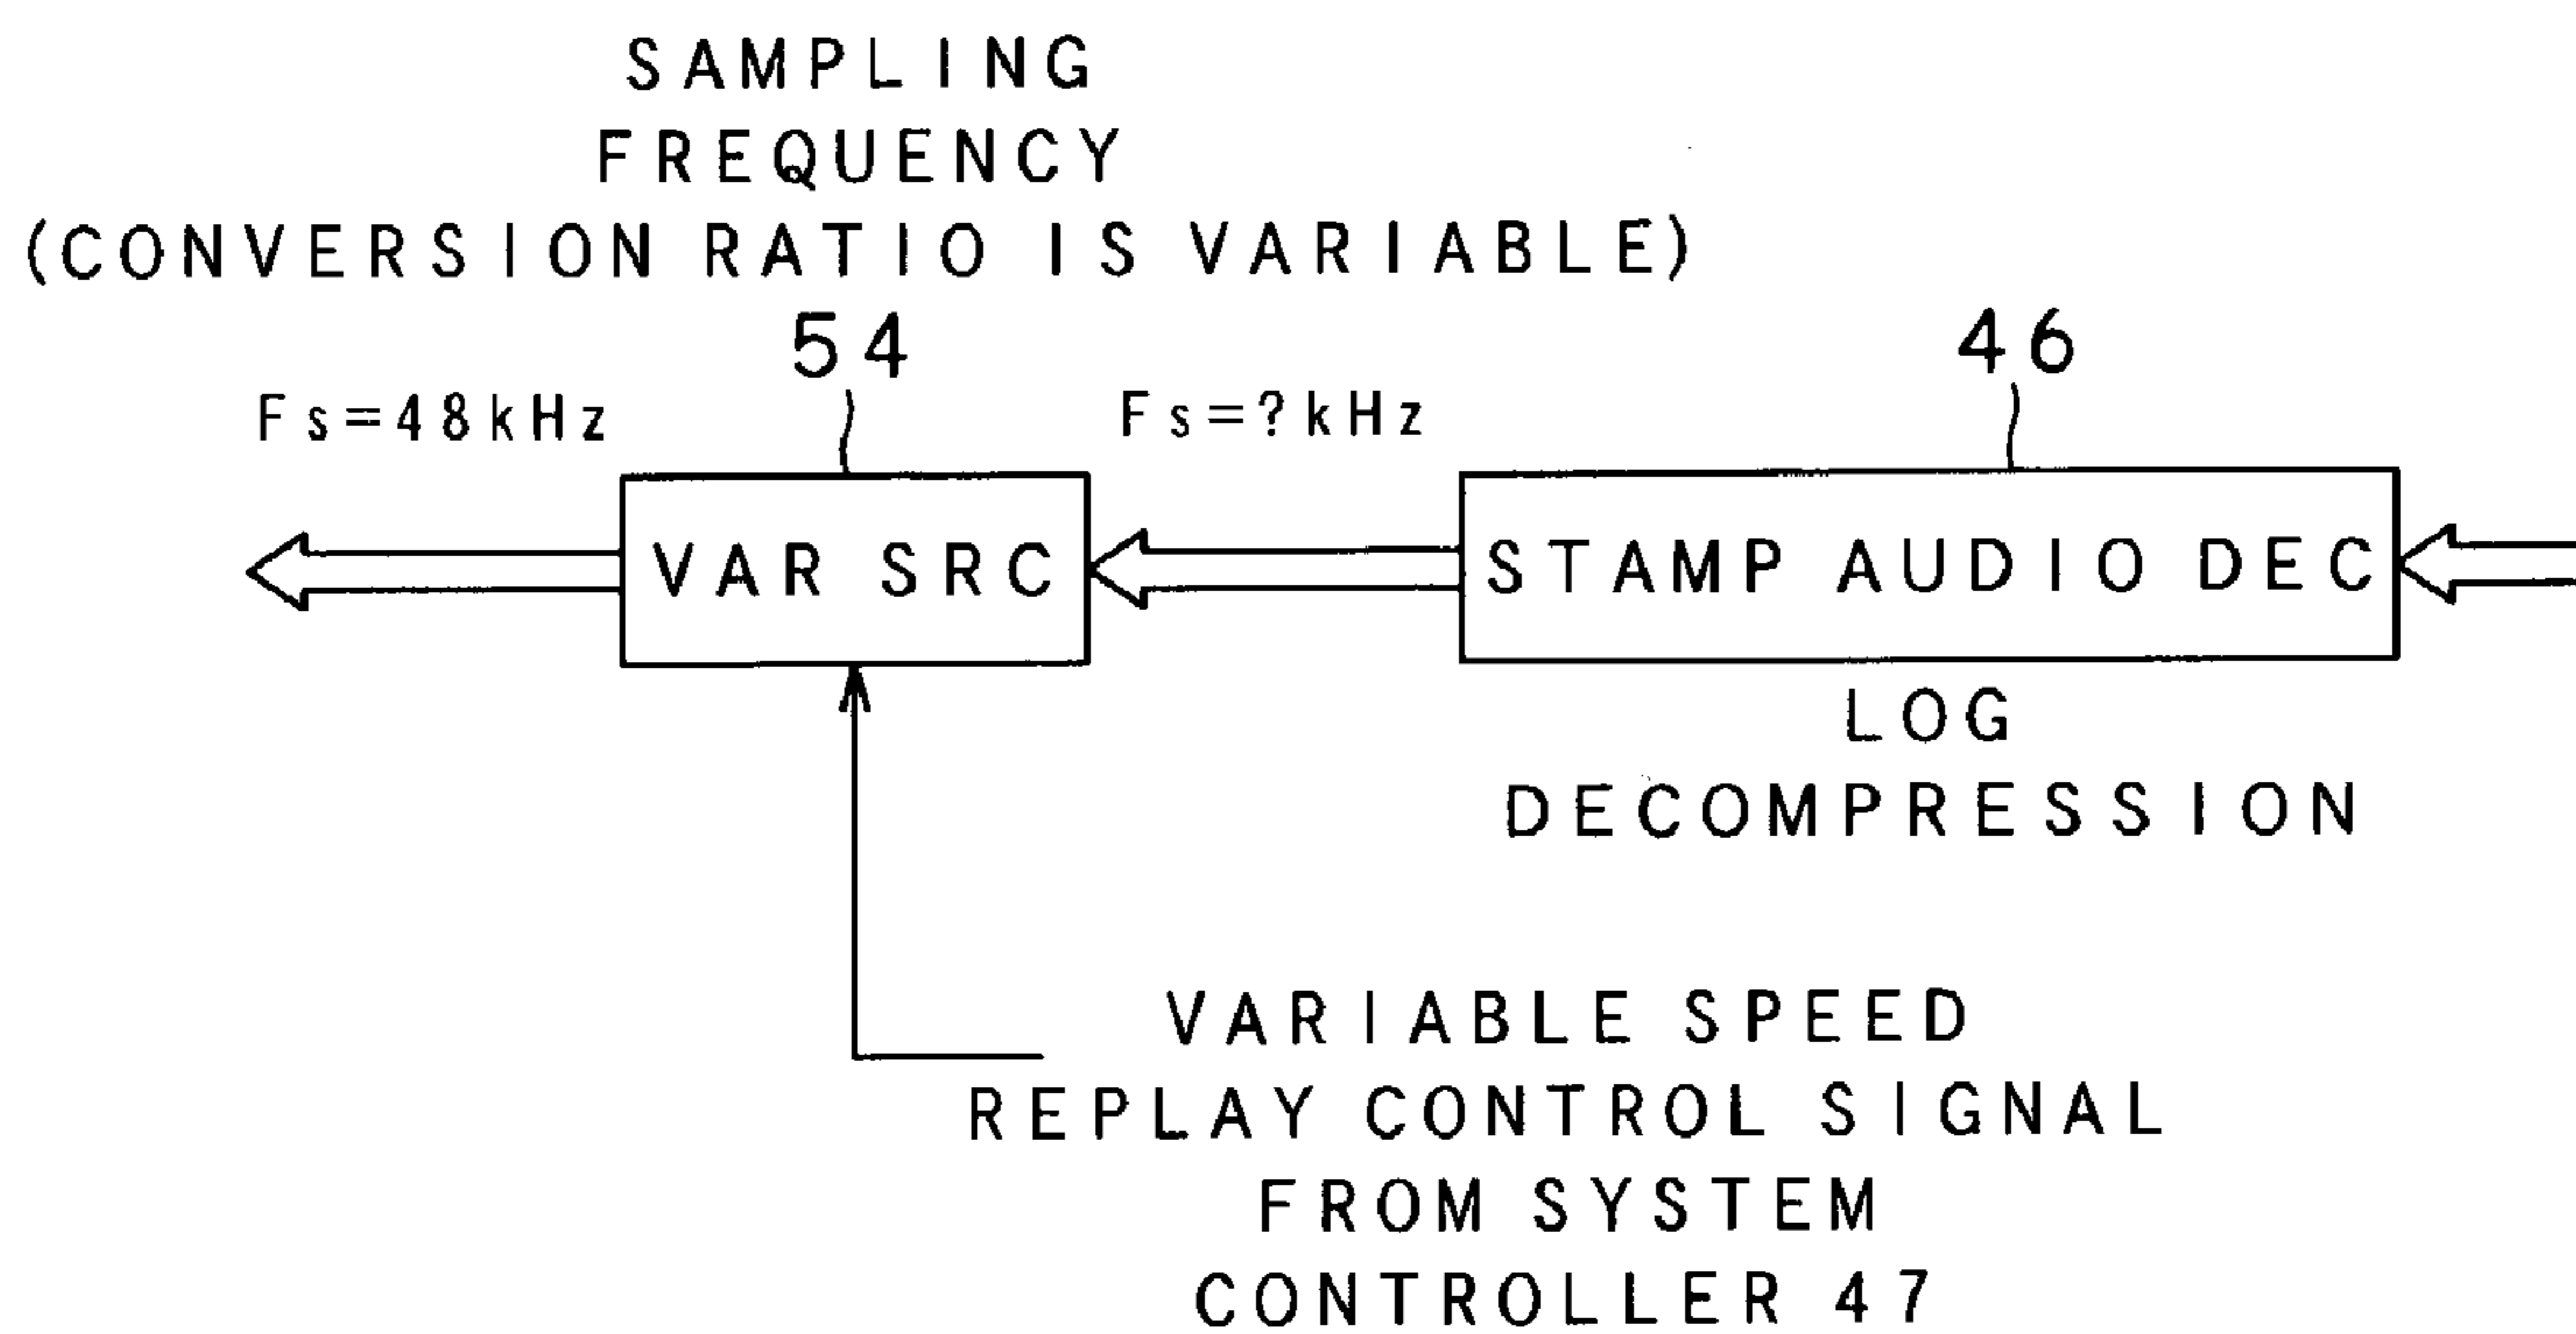 SAMPLING
FREQUENCY
(CONVERSION RATIO IS VARIABLE)
54
46
Fs=48kHz
Fs=?kHz
VAR SRC
STAMP AUDIO DEC
LOG
DECOMPRESSION
VARIABLE SPEED
REPLAY CONTROL SIGNAL
FROM SYSTEM
CONTROLLER 47